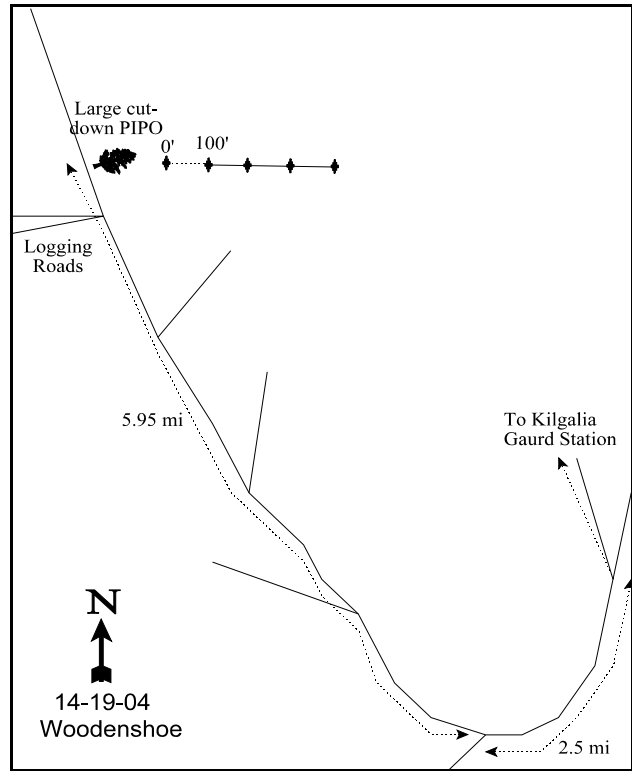 Large cut-
down PIPO
0'
100'
Logging
Roads
5.95 mi
To Kilgalia
Gaurd Station
N
14-19-04
Woodenshoe
2.5 mi